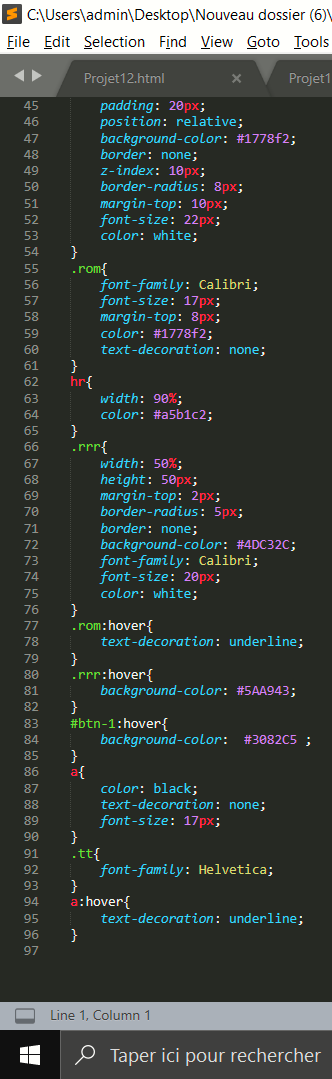 C:\Users\admin\Desktop\Nouveau dossier (6)\
File Edit Selection Find View Goto Tools
Projet12.html × Projet1
45 padding: 20px;
46 position: relative;
47 background-color: #1778f2;
48 border: none;
49 z-index: 10px;
50 border-radius: 8px;
51 margin-top: 10px;
52 font-size: 22px;
53 color: white;
54 }
55 .rom{
56 font-family: Calibri;
57 font-size: 17px;
58 margin-top: 8px;
59 color: #1778f2;
60 text-decoration: none;
61 }
62 hr{
63 width: 90%;
64 color: #a5b1c2;
65 }
66 .rrr{
67 width: 50%;
68 height: 50px;
69 margin-top: 2px;
70 border-radius: 5px;
71 border: none;
72 background-color: #4DC32C;
73 font-family: Calibri;
74 font-size: 20px;
75 color: white;
76 }
77 .rom:hover{
78 text-decoration: underline;
79 }
80 .rrr:hover{
81 background-color: #5AA943;
82 }
83 #btn-1:hover{
84 background-color:  #3082C5 ;
85 }
86 a{
87 color: black;
88 text-decoration: none;
89 font-size: 17px;
90 }
91 .tt{
92 font-family: Helvetica;
93 }
94 a:hover{
95 text-decoration: underline;
96 }
97
Line 1, Column 1
Taper ici pour rechercher